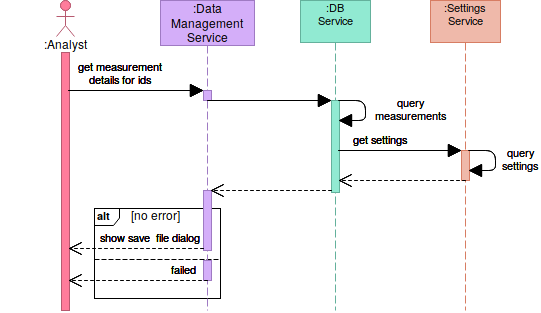 :Data
Management
Service
:DB
Service
:Settings
Service
:Analyst
get measurement
details for ids
query
measurements
get settings
query
settings
alt
[no error]
show save file dialog
failed